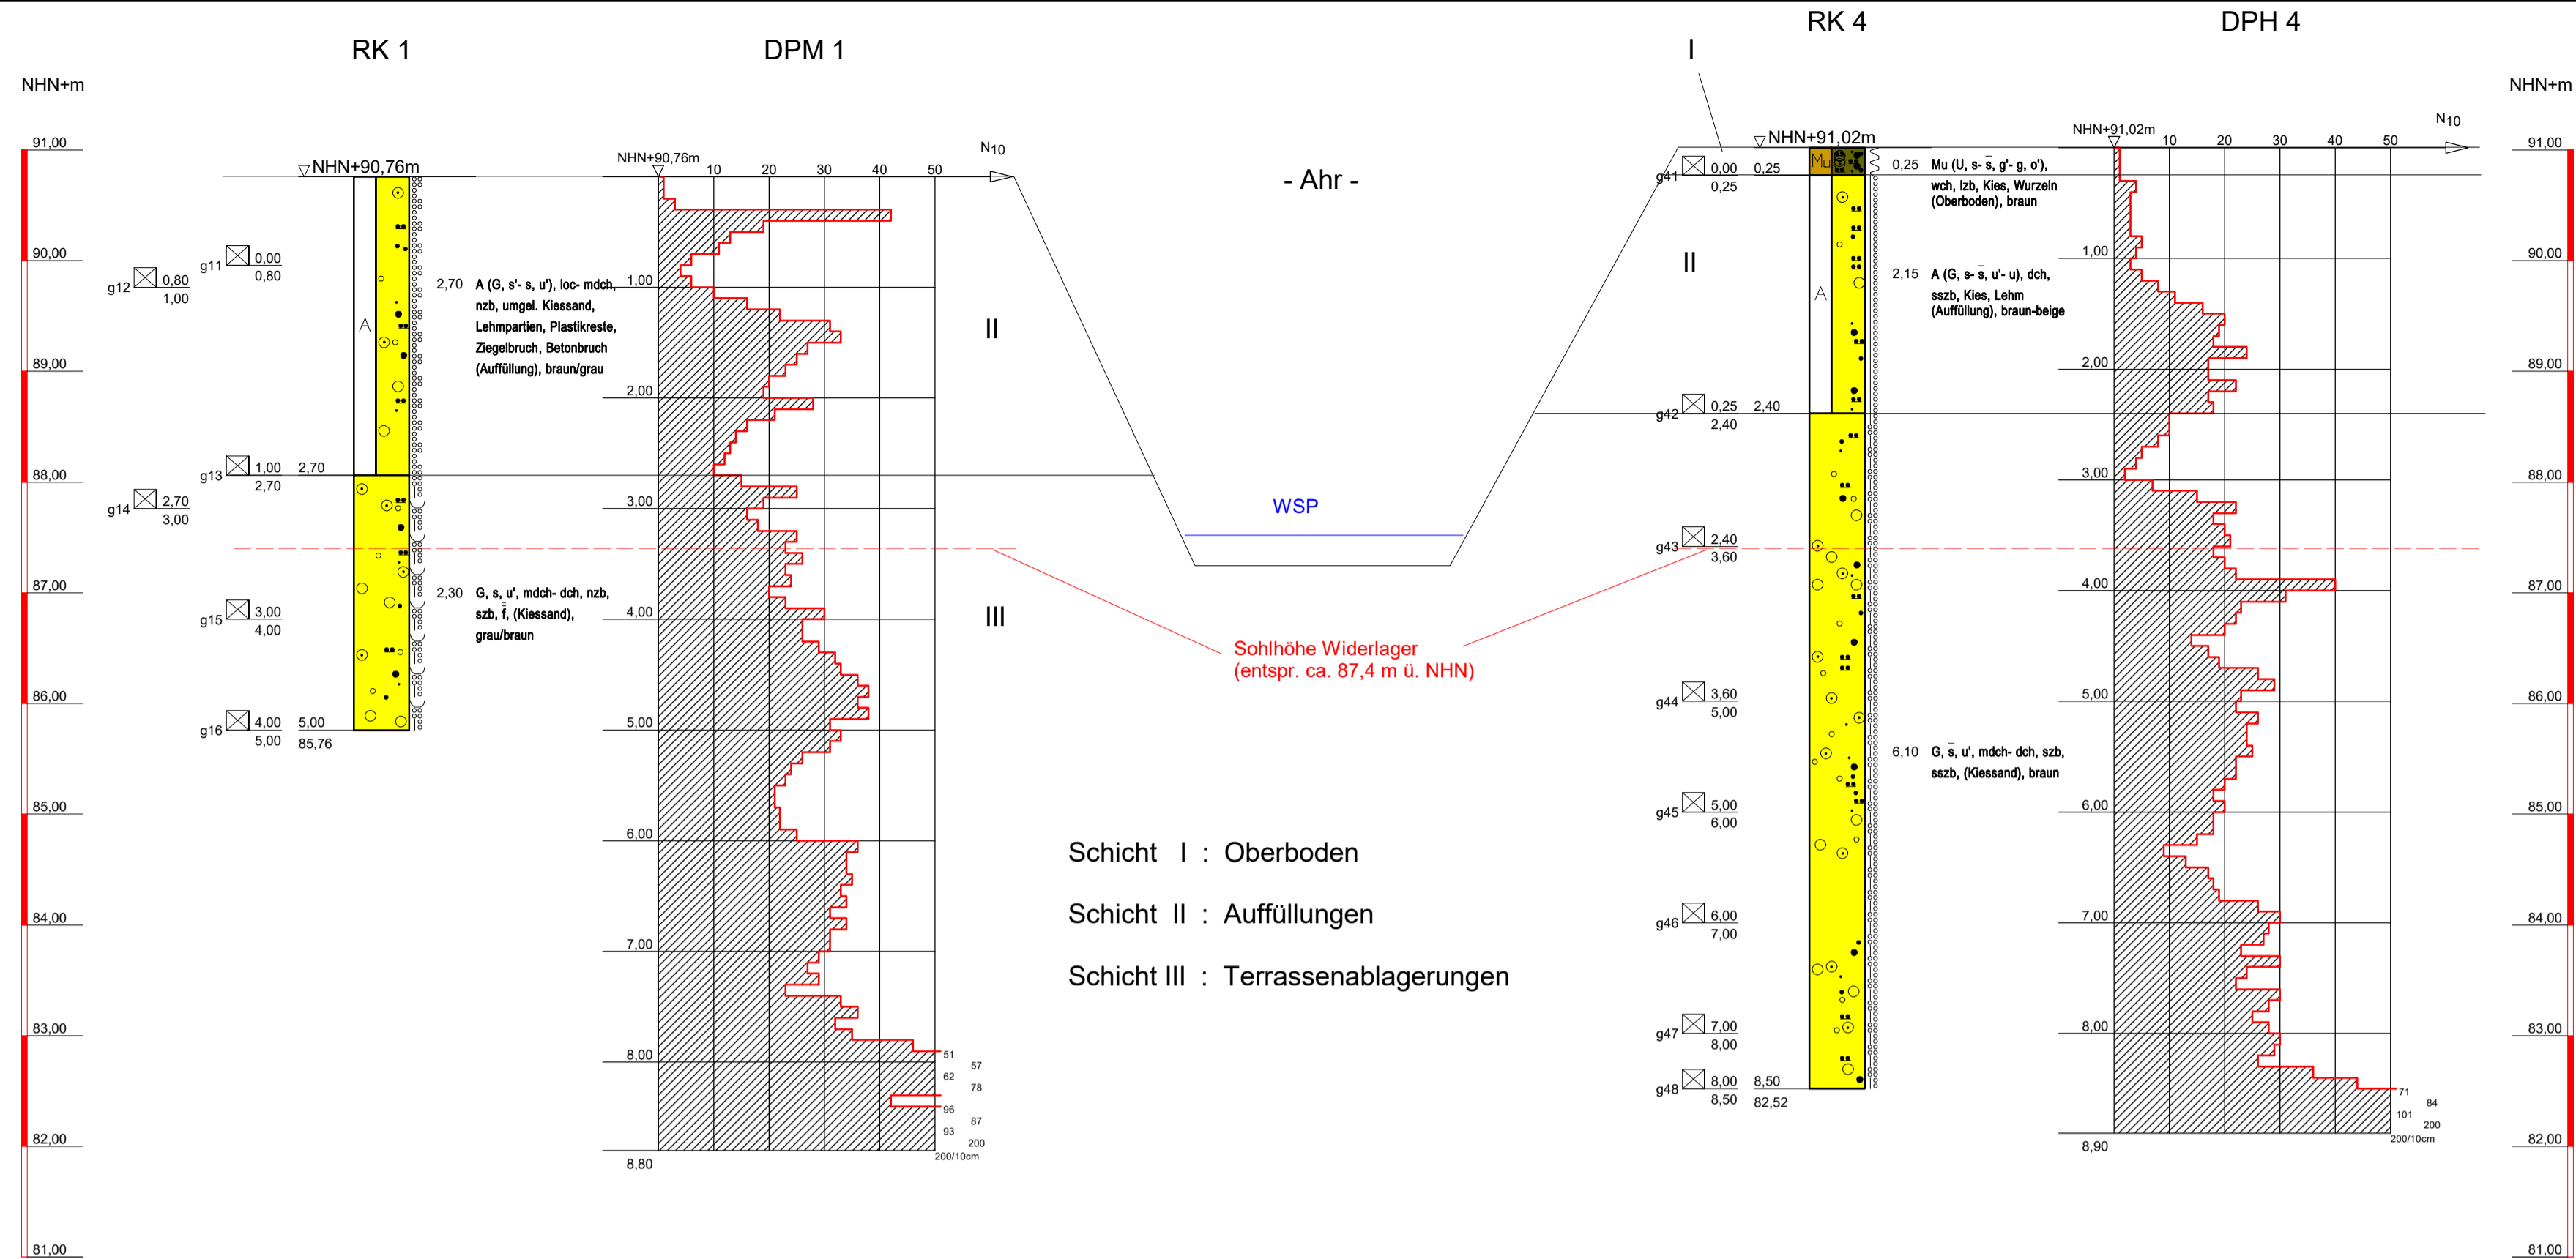 RK 1
DPM 1
RK 4
DPH 4
I
NHN+m
NHN+m
91,00
90,00
89,00
88,00
87,00
86,00
85,00
84,00
83,00
82,00
81,00
NHN+90,76m
g11 0,00
0,80
g12 0,80
1,00
A
2,70 A (G, s'- s, u'), loc- mdch,
nzb, umgel. Kiessand,
Lehmpartien, Plastikreste,
Ziegelbruch, Betonbruch
(Auffüllung), braun/grau
g13 1,00 2,70
2,70
g14 2,70
3,00
g15 3,00
4,00
2,30 G, s, u', mdch- dch, nzb,
szb, f̿, (Kiessand),
grau/braun
g16 4,00 5,00
5,00 85,76
NHN+90,76m
10 20 30 40 50
N10
1,00
2,00
3,00
4,00
5,00
6,00
7,00
8,00
8,80
51
57
62
78
96
87
93
200
200/10cm
II
III
- Ahr -
WSP
Sohlhöhe Widerlager
(entspr. ca. 87,4 m ü. NHN)
Schicht I : Oberboden
Schicht II : Auffüllungen
Schicht III : Terrassenablagerungen
II
NHN+91,02m
g41 0,00 0,25
0,25
Mu
0,25 Mu (U, s- s̅, g'- g, o'),
wch, lzb, Kies, Wurzeln
(Oberboden), braun
A
2,15 A (G, s- s̅, u'- u), dch,
sszb, Kies, Lehm
(Auffüllung), braun-beige
g42 0,25 2,40
2,40
g43 2,40
3,60
g44 3,60
5,00
6,10 G, s̅, u', mdch- dch, szb,
sszb, (Kiessand), braun
g45 5,00
6,00
g46 6,00
7,00
g47 7,00
8,00
g48 8,00 8,50
8,50 82,52
NHN+91,02m
10 20 30 40 50
N10
1,00
2,00
3,00
4,00
5,00
6,00
7,00
8,00
8,90
71
84
101
200
200/10cm
91,00
90,00
89,00
88,00
87,00
86,00
85,00
84,00
83,00
82,00
81,00